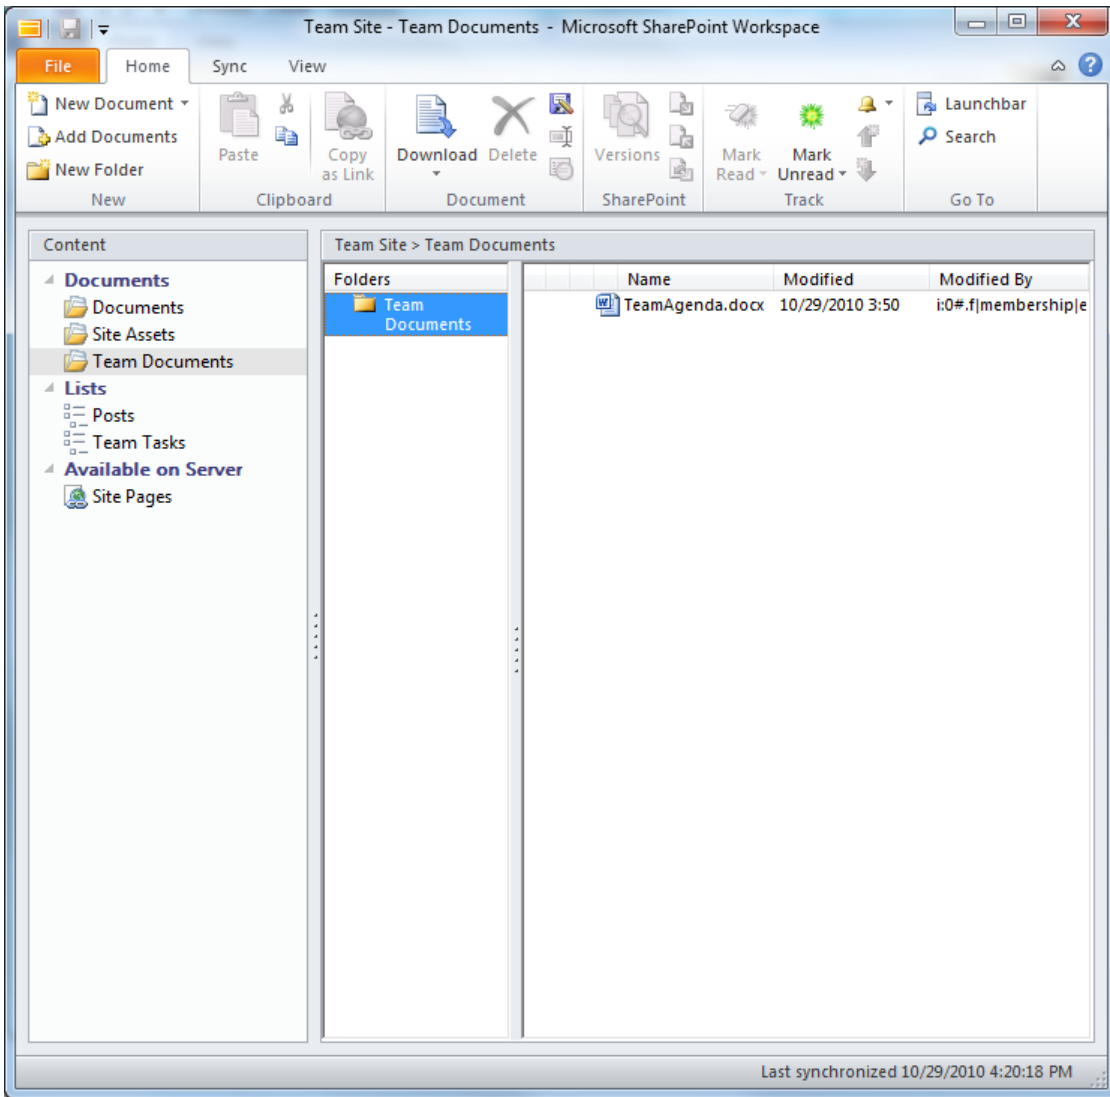 Team Site - Team Documents - Microsoft SharePoint Workspace
File Home Sync View
New Document
Add Documents
New Folder
New
Paste
Clipboard
Copy
as Link
Download Delete
Document
Versions
SharePoint
Mark
Read
Mark
Unread
Track
Launchbar
Search
Go To
Content
Documents
Documents
Site Assets
Team Documents
Lists
Posts
Team Tasks
Available on Server
Site Pages
Team Site > Team Documents
Folders
Team
Documents
Name Modified Modified By
TeamAgenda.docx 10/29/2010 3:50 i:0#.f|membership|e
Last synchronized 10/29/2010 4:20:18 PM